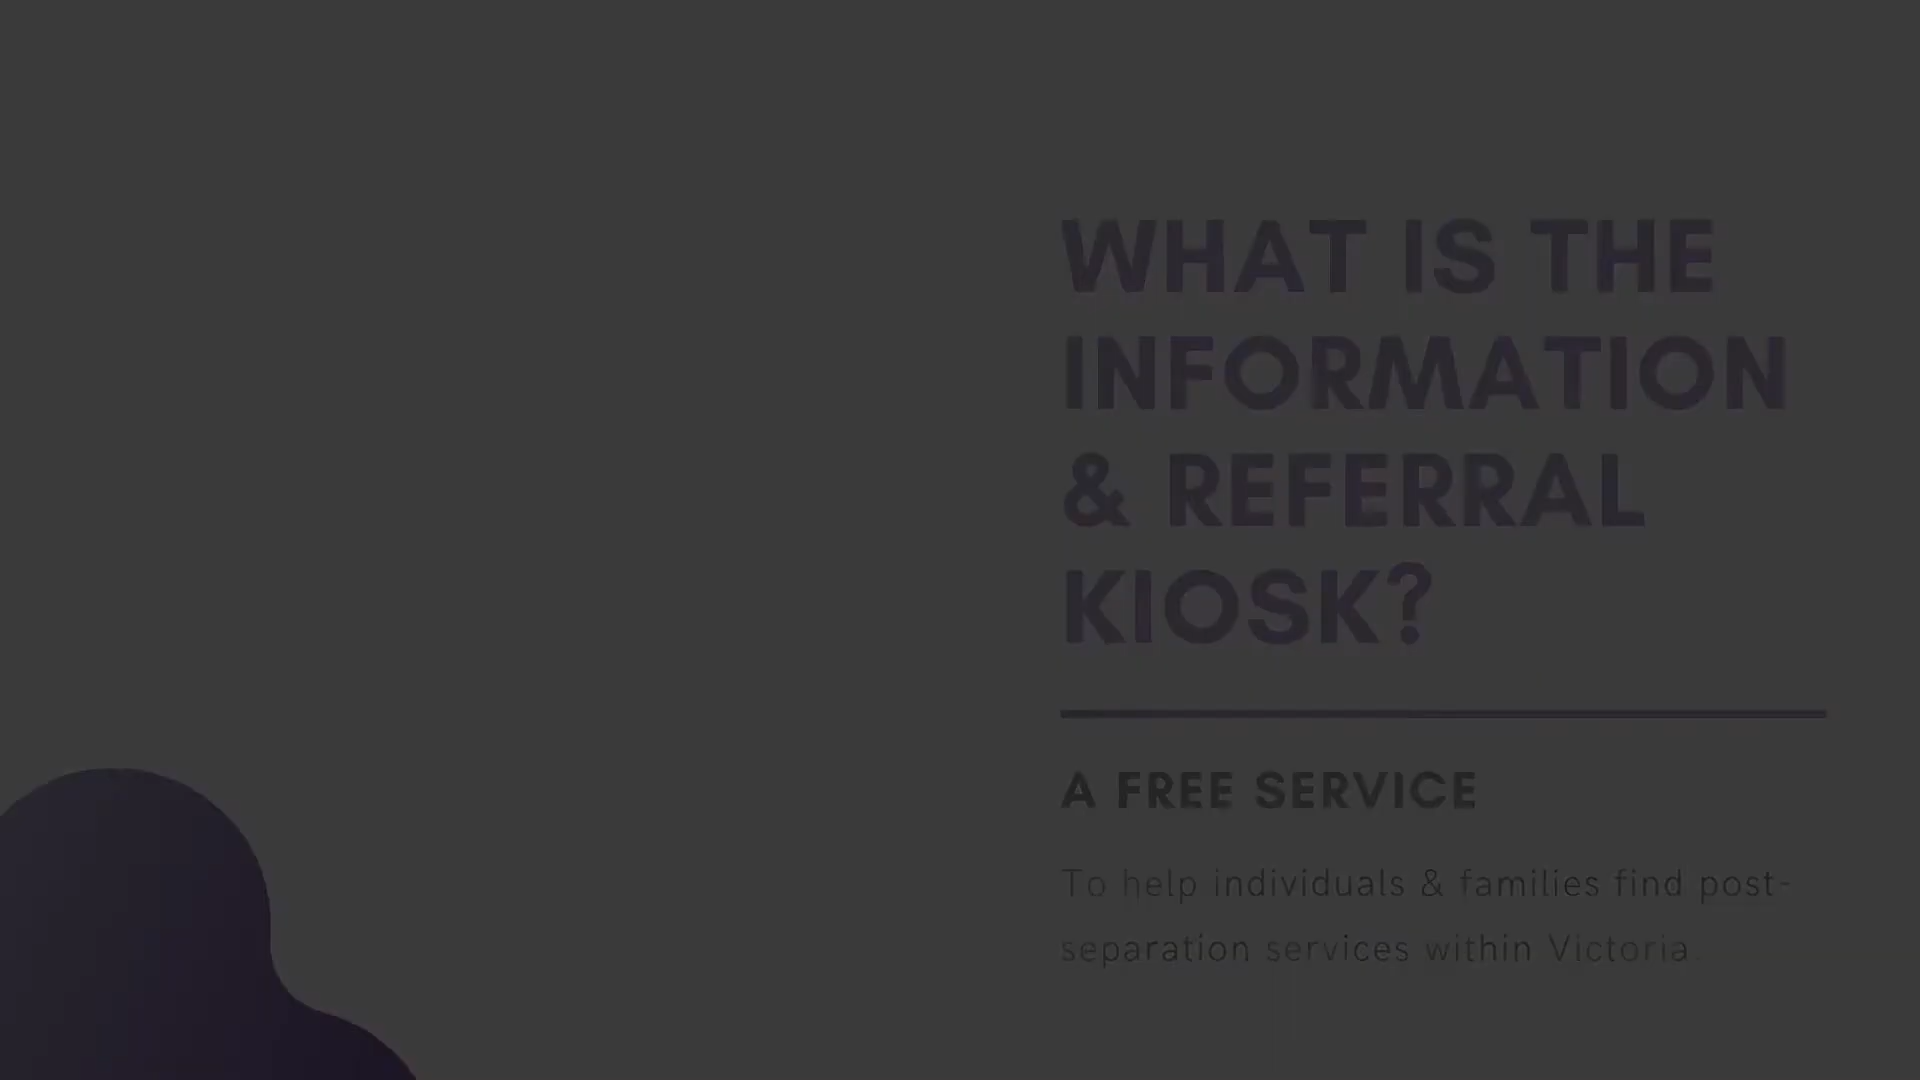 WHAT IS THE
INFORMATION
& REFERRAL
KIOSK?
A FREE SERVICE
To help individuals & families find post-
separation services within Victoria.